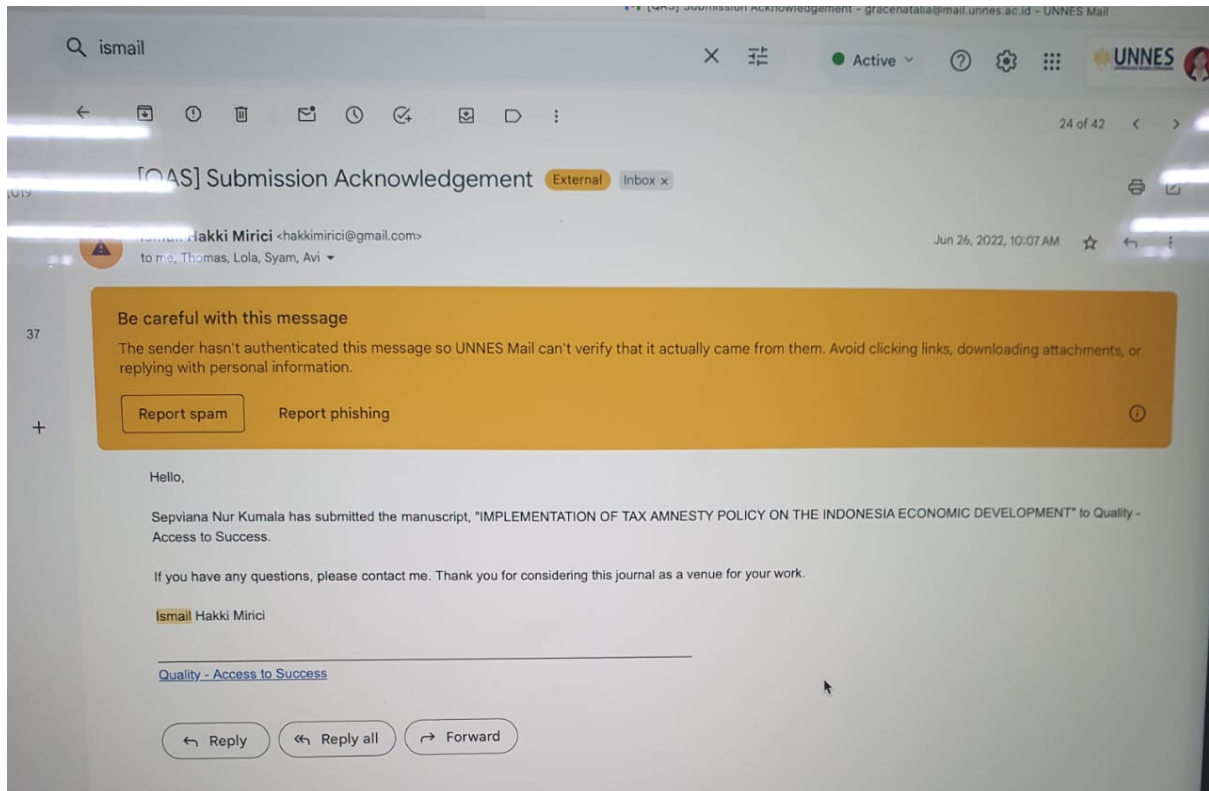 [QAS] Submission Acknowledgement - gracenatalia@mail.unnes.ac.id - UNNES Mail
ismail
Active
UNNES
24 of 42
AS] Submission Acknowledgement External Inbox x
Hakki Mirici <hakkimirici@gmail.com>
Jun 26, 2022, 10:07 AM
to me, Thomas, Lola, Syam, Avi
Be careful with this message
37
The sender hasn't authenticated this message so UNNES Mail can't verify that it actually came from them. Avoid clicking links, downloading attachments, or
replying with personal information.
Report spam Report phishing
Hello,
Sepviana Nur Kumala has submitted the manuscript, "IMPLEMENTATION OF TAX AMNESTY POLICY ON THE INDONESIA ECONOMIC DEVELOPMENT" to Quality -
Access to Success.
If you have any questions, please contact me. Thank you for considering this journal as a venue for your work.
Ismail Hakki Mirici
Quality - Access to Success
Reply Reply all Forward